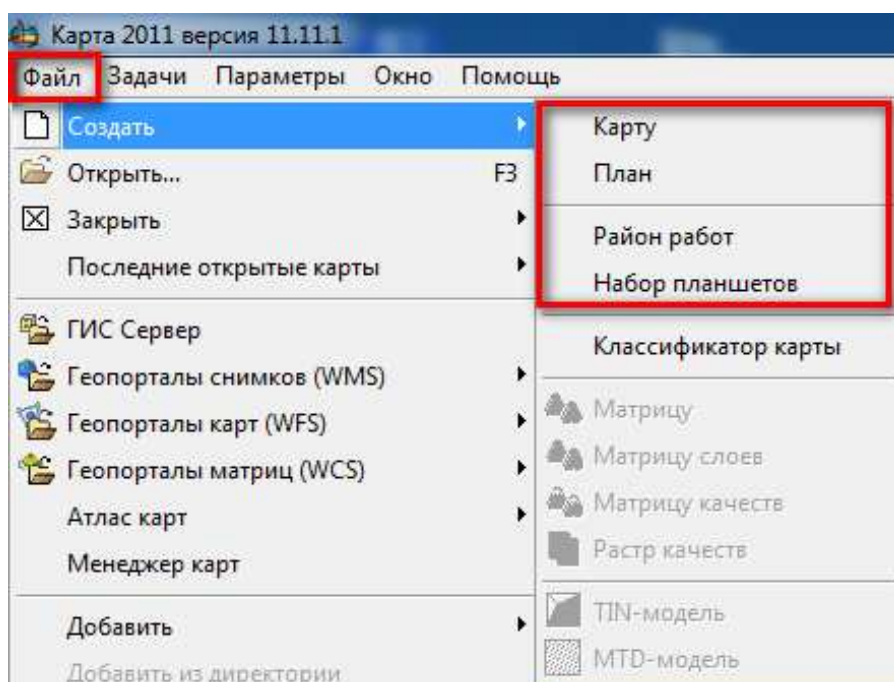 Карта 2011 версия 11.11.1
Файл Задачи Параметры Окно Помощь
Создать
Открыть... F3
Закрыть
Последние открытые карты
ГИС Сервер
Геопорталы снимков (WMS)
Геопорталы карт (WFS)
Геопорталы матриц (WCS)
Атлас карт
Менеджер карт
Добавить
Добавить из директории
Карту
План
Район работ
Набор планшетов
Классификатор карты
Матрицу
Матрицу слоев
Матрицу качеств
Растр качеств
TIN-модель
MTD-модель